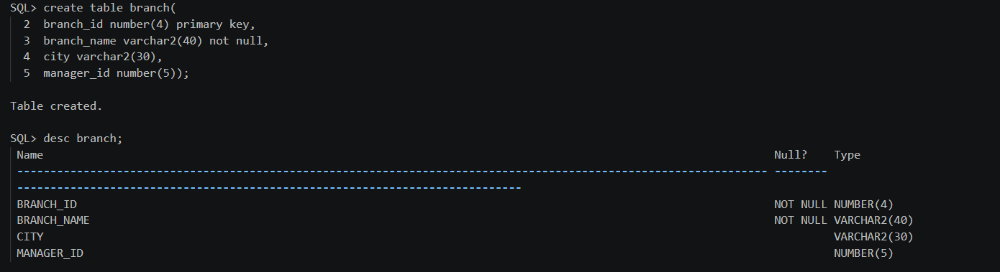 SQL> create table branch(
  2  branch_id number(4) primary key,
  3  branch_name varchar2(40) not null,
  4  city varchar2(30),
  5  manager_id number(5));
Table created.
SQL> desc branch;
Name Null? Type
----------------------------------------------------------------------------------------------------------------- --------
----------------------------------------------------------------------------
BRANCH_ID NOT NULL NUMBER(4)
BRANCH_NAME NOT NULL VARCHAR2(40)
CITY VARCHAR2(30)
MANAGER_ID NUMBER(5)